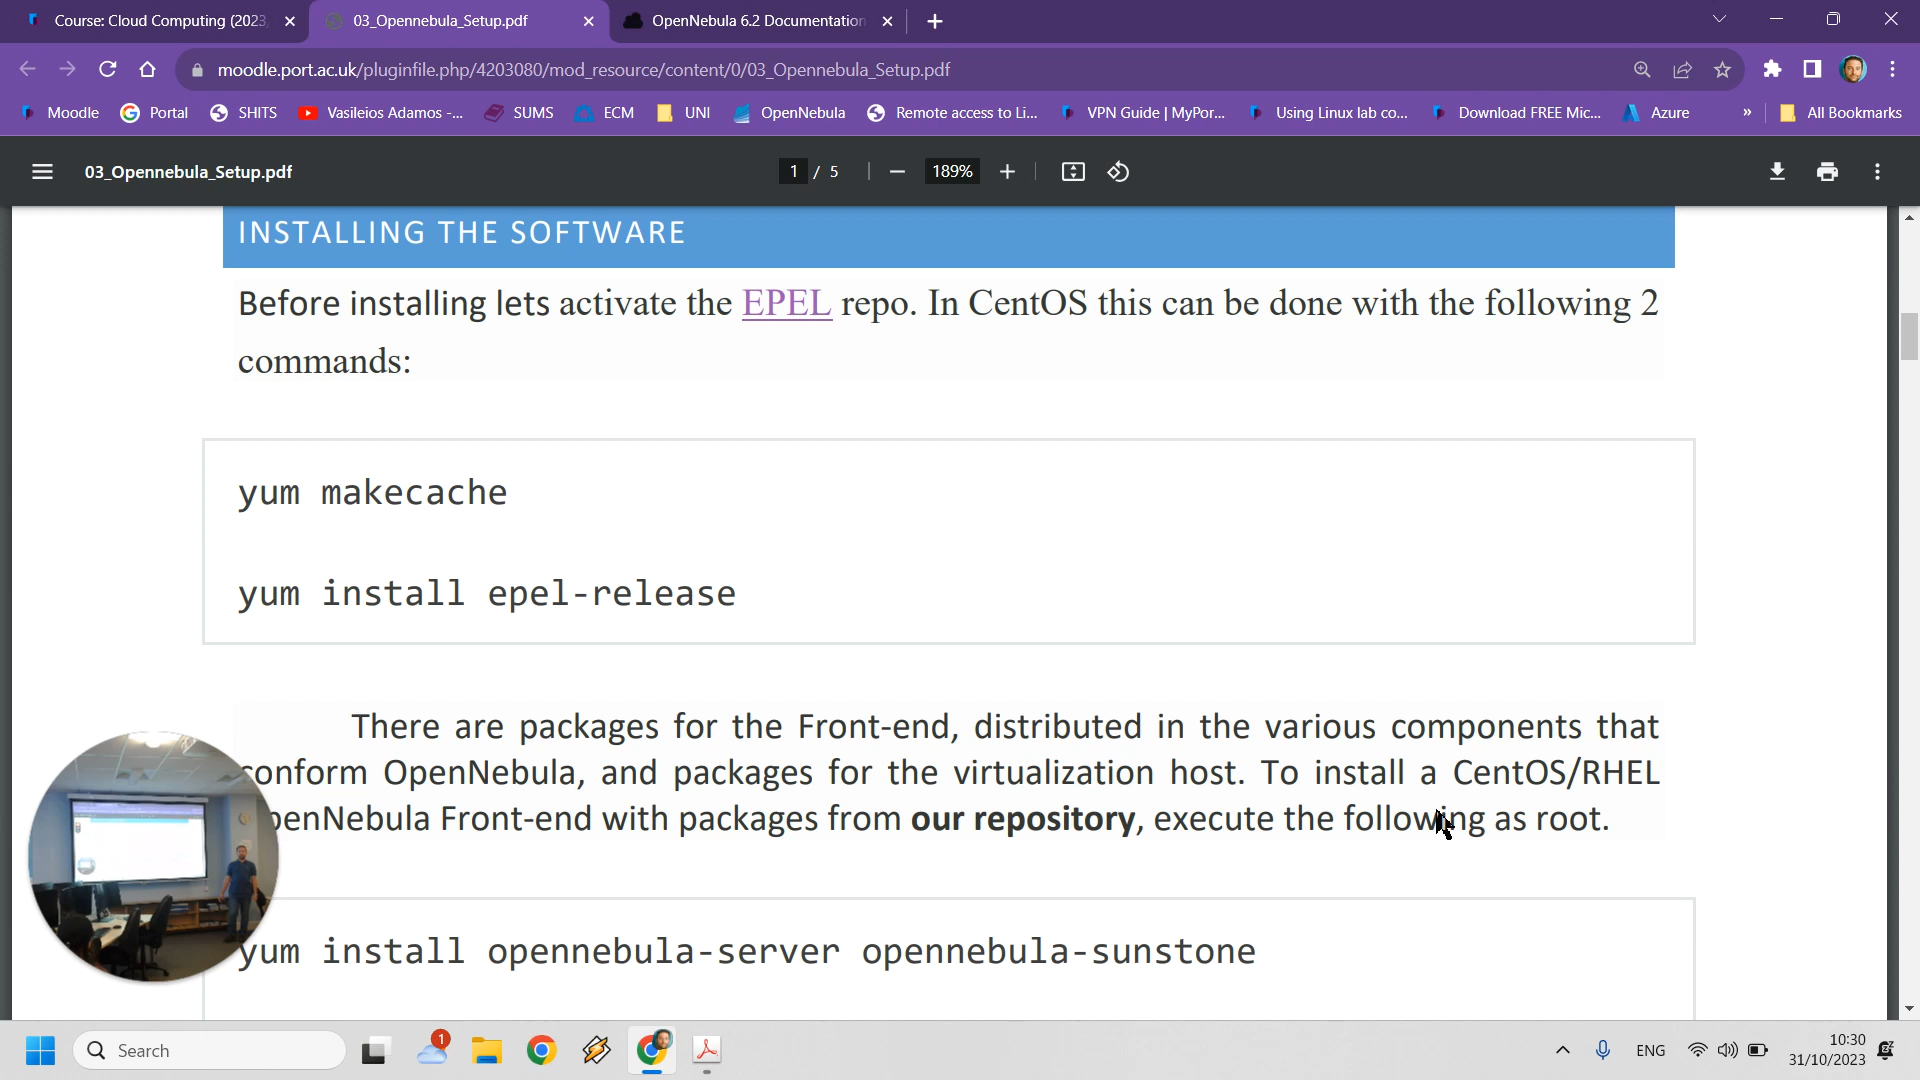 Course: Cloud Computing (2023
03_Opennebula_Setup.pdf
OpenNebula 6.2 Documentation
moodle.port.ac.uk/pluginfile.php/4203080/mod_resource/content/0/03_Opennebula_Setup.pdf
Moodle Portal SHITS Vasileios Adamos -... SUMS ECM UNI OpenNebula Remote access to Li... VPN Guide | MyPor... Using Linux lab co... Download FREE Mic... Azure » All Bookmarks
03_Opennebula_Setup.pdf 1 / 5 189%
INSTALLING THE SOFTWARE
Before installing lets activate the EPEL repo. In CentOS this can be done with the following 2
commands:
yum makecache
yum install epel-release
There are packages for the Front-end, distributed in the various components that
conform OpenNebula, and packages for the virtualization host. To install a CentOS/RHEL
penNebula Front-end with packages from our repository, execute the following as root.
yum install opennebula-server opennebula-sunstone
Search 1 ENG 10:30
31/10/2023